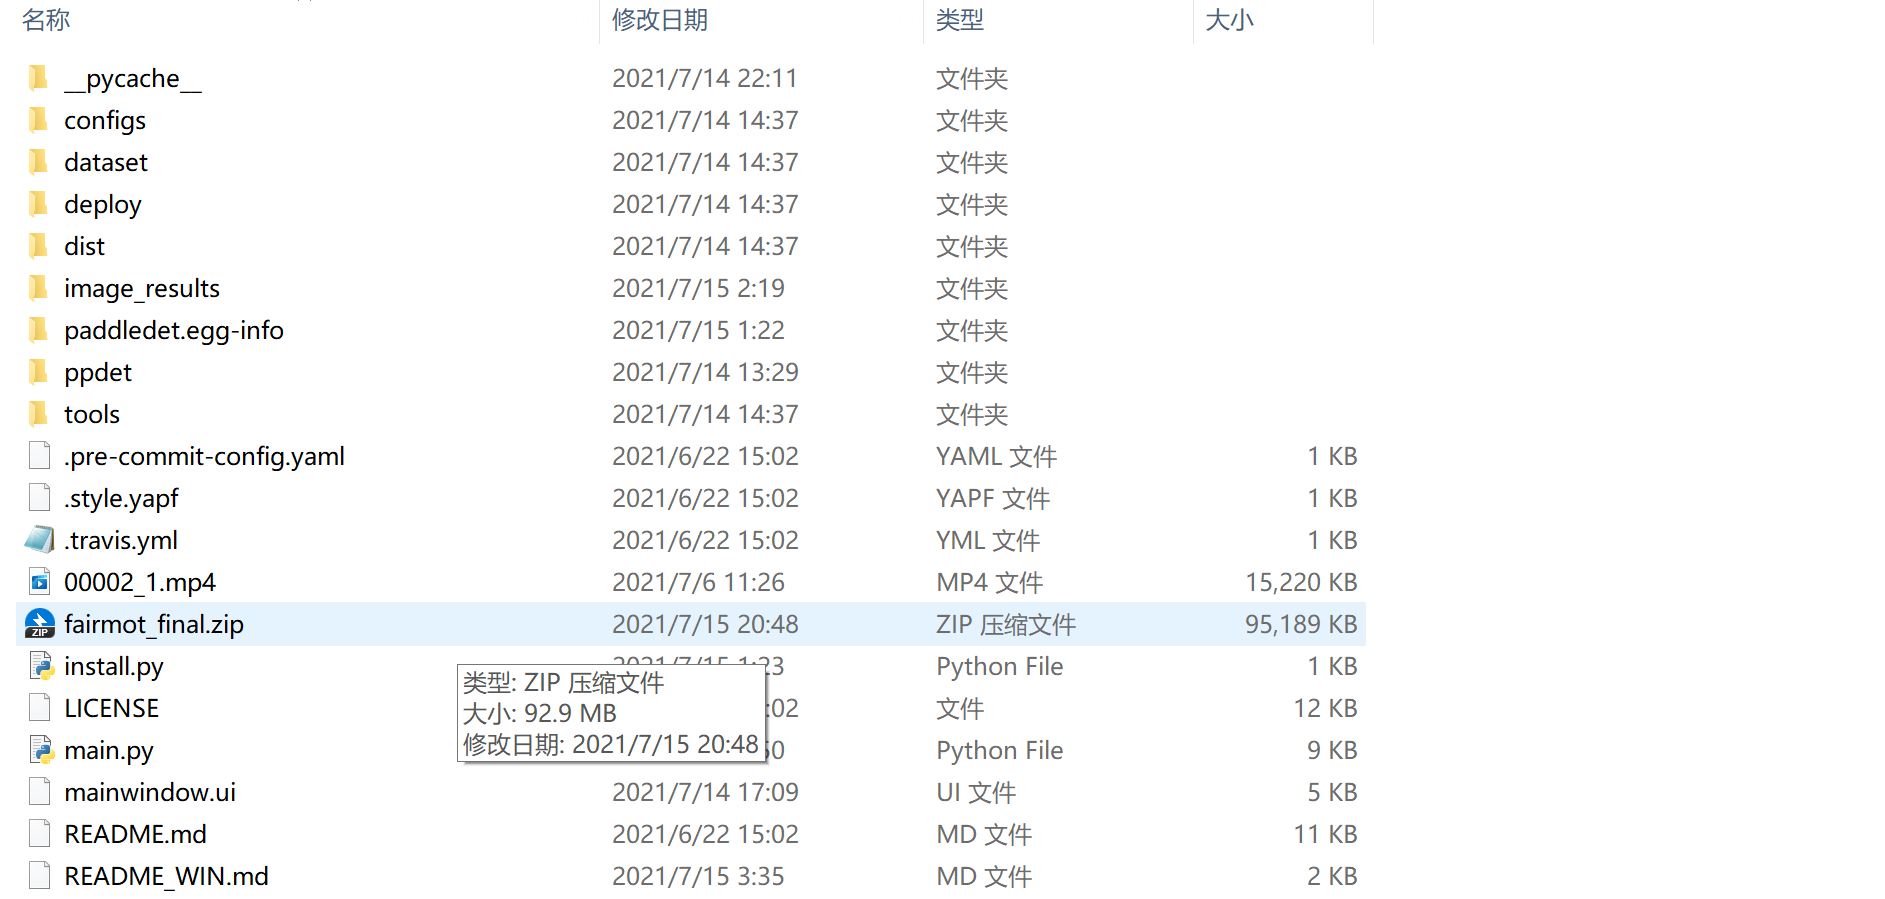 名称 修改日期 类型 大小
__pycache__ 2021/7/14 22:11 文件夹
configs 2021/7/14 14:37 文件夹
dataset 2021/7/14 14:37 文件夹
deploy 2021/7/14 14:37 文件夹
dist 2021/7/14 14:37 文件夹
image_results 2021/7/15 2:19 文件夹
paddledet.egg-info 2021/7/15 1:22 文件夹
ppdet 2021/7/14 13:29 文件夹
tools 2021/7/14 14:37 文件夹
.pre-commit-config.yaml 2021/6/22 15:02 YAML 文件 1 KB
.style.yapf 2021/6/22 15:02 YAPF 文件 1 KB
.travis.yml 2021/6/22 15:02 YML 文件 1 KB
00002_1.mp4 2021/7/6 11:26 MP4 文件 15,220 KB
ZIP fairmot_final.zip 2021/7/15 20:48 ZIP 压缩文件 95,189 KB
install.py 2021/7/15 1:23 Python File 1 KB
类型: ZIP 压缩文件
LICENSE :02 文件 12 KB
大小: 92.9 MB
main.py Python File 9 KB
修改日期: 2021/7/15 20:48
mainwindow.ui 2021/7/14 17:09 UI 文件 5 KB
README.md 2021/6/22 15:02 MD 文件 11 KB
README_WIN.md 2021/7/15 3:35 MD 文件 2 KB